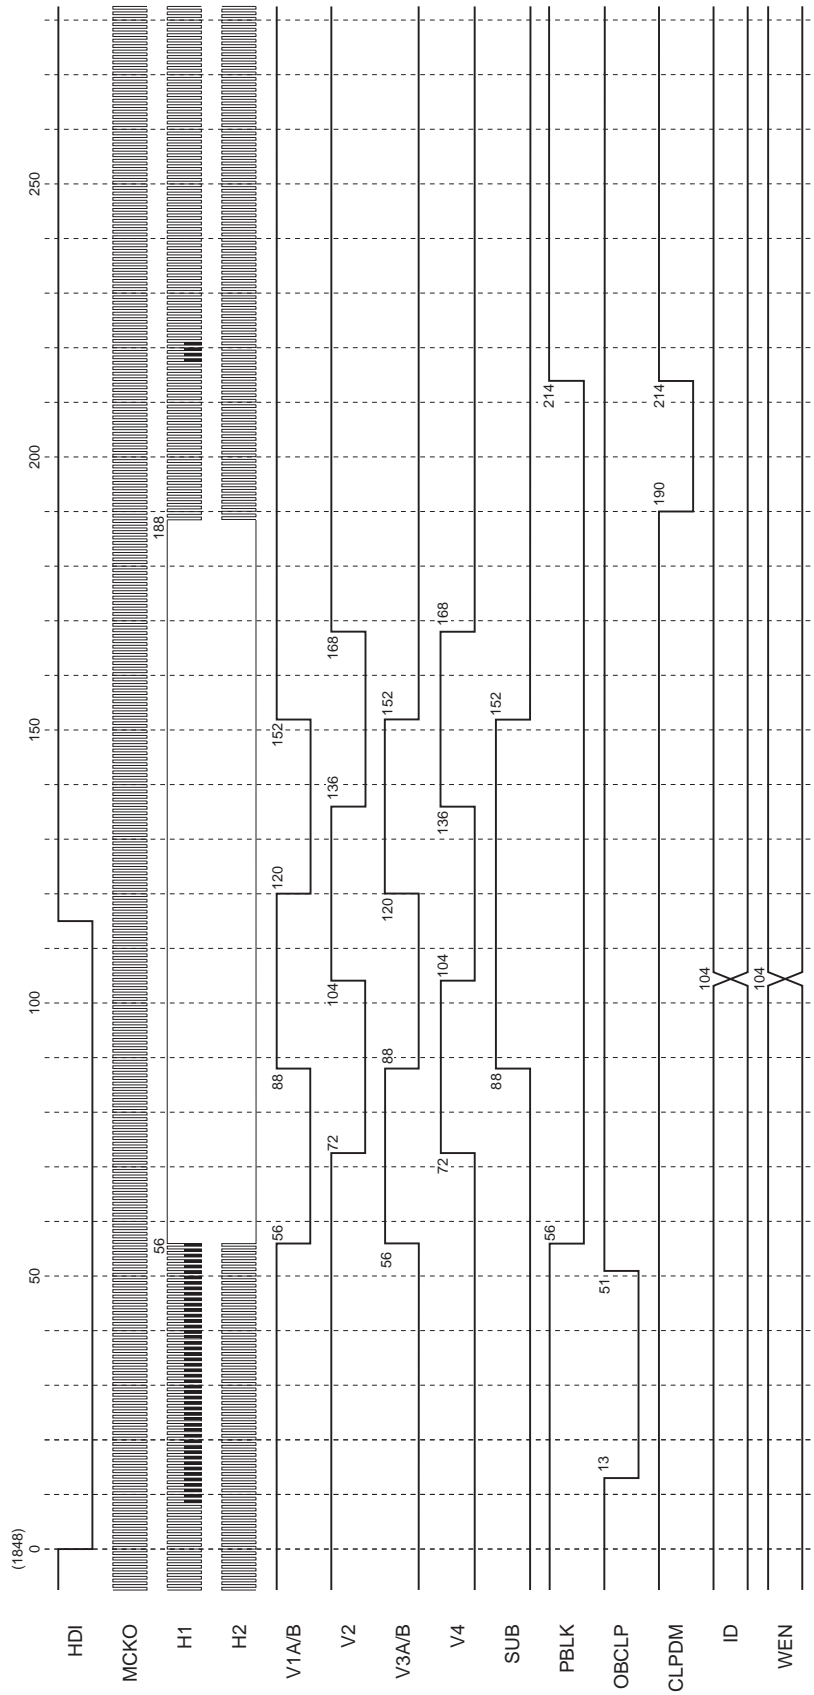 (1848)
0
50
100
150
200
250
HDI
MCKO
H1
56
188
H2
V1A/B
56
88
120
152
V2
72
104
136
168
V3A/B
56
88
120
152
V4
72
104
136
168
SUB
88
152
PBLK
56
214
OBCLP
13
51
CLPDM
190
214
ID
104
WEN
104